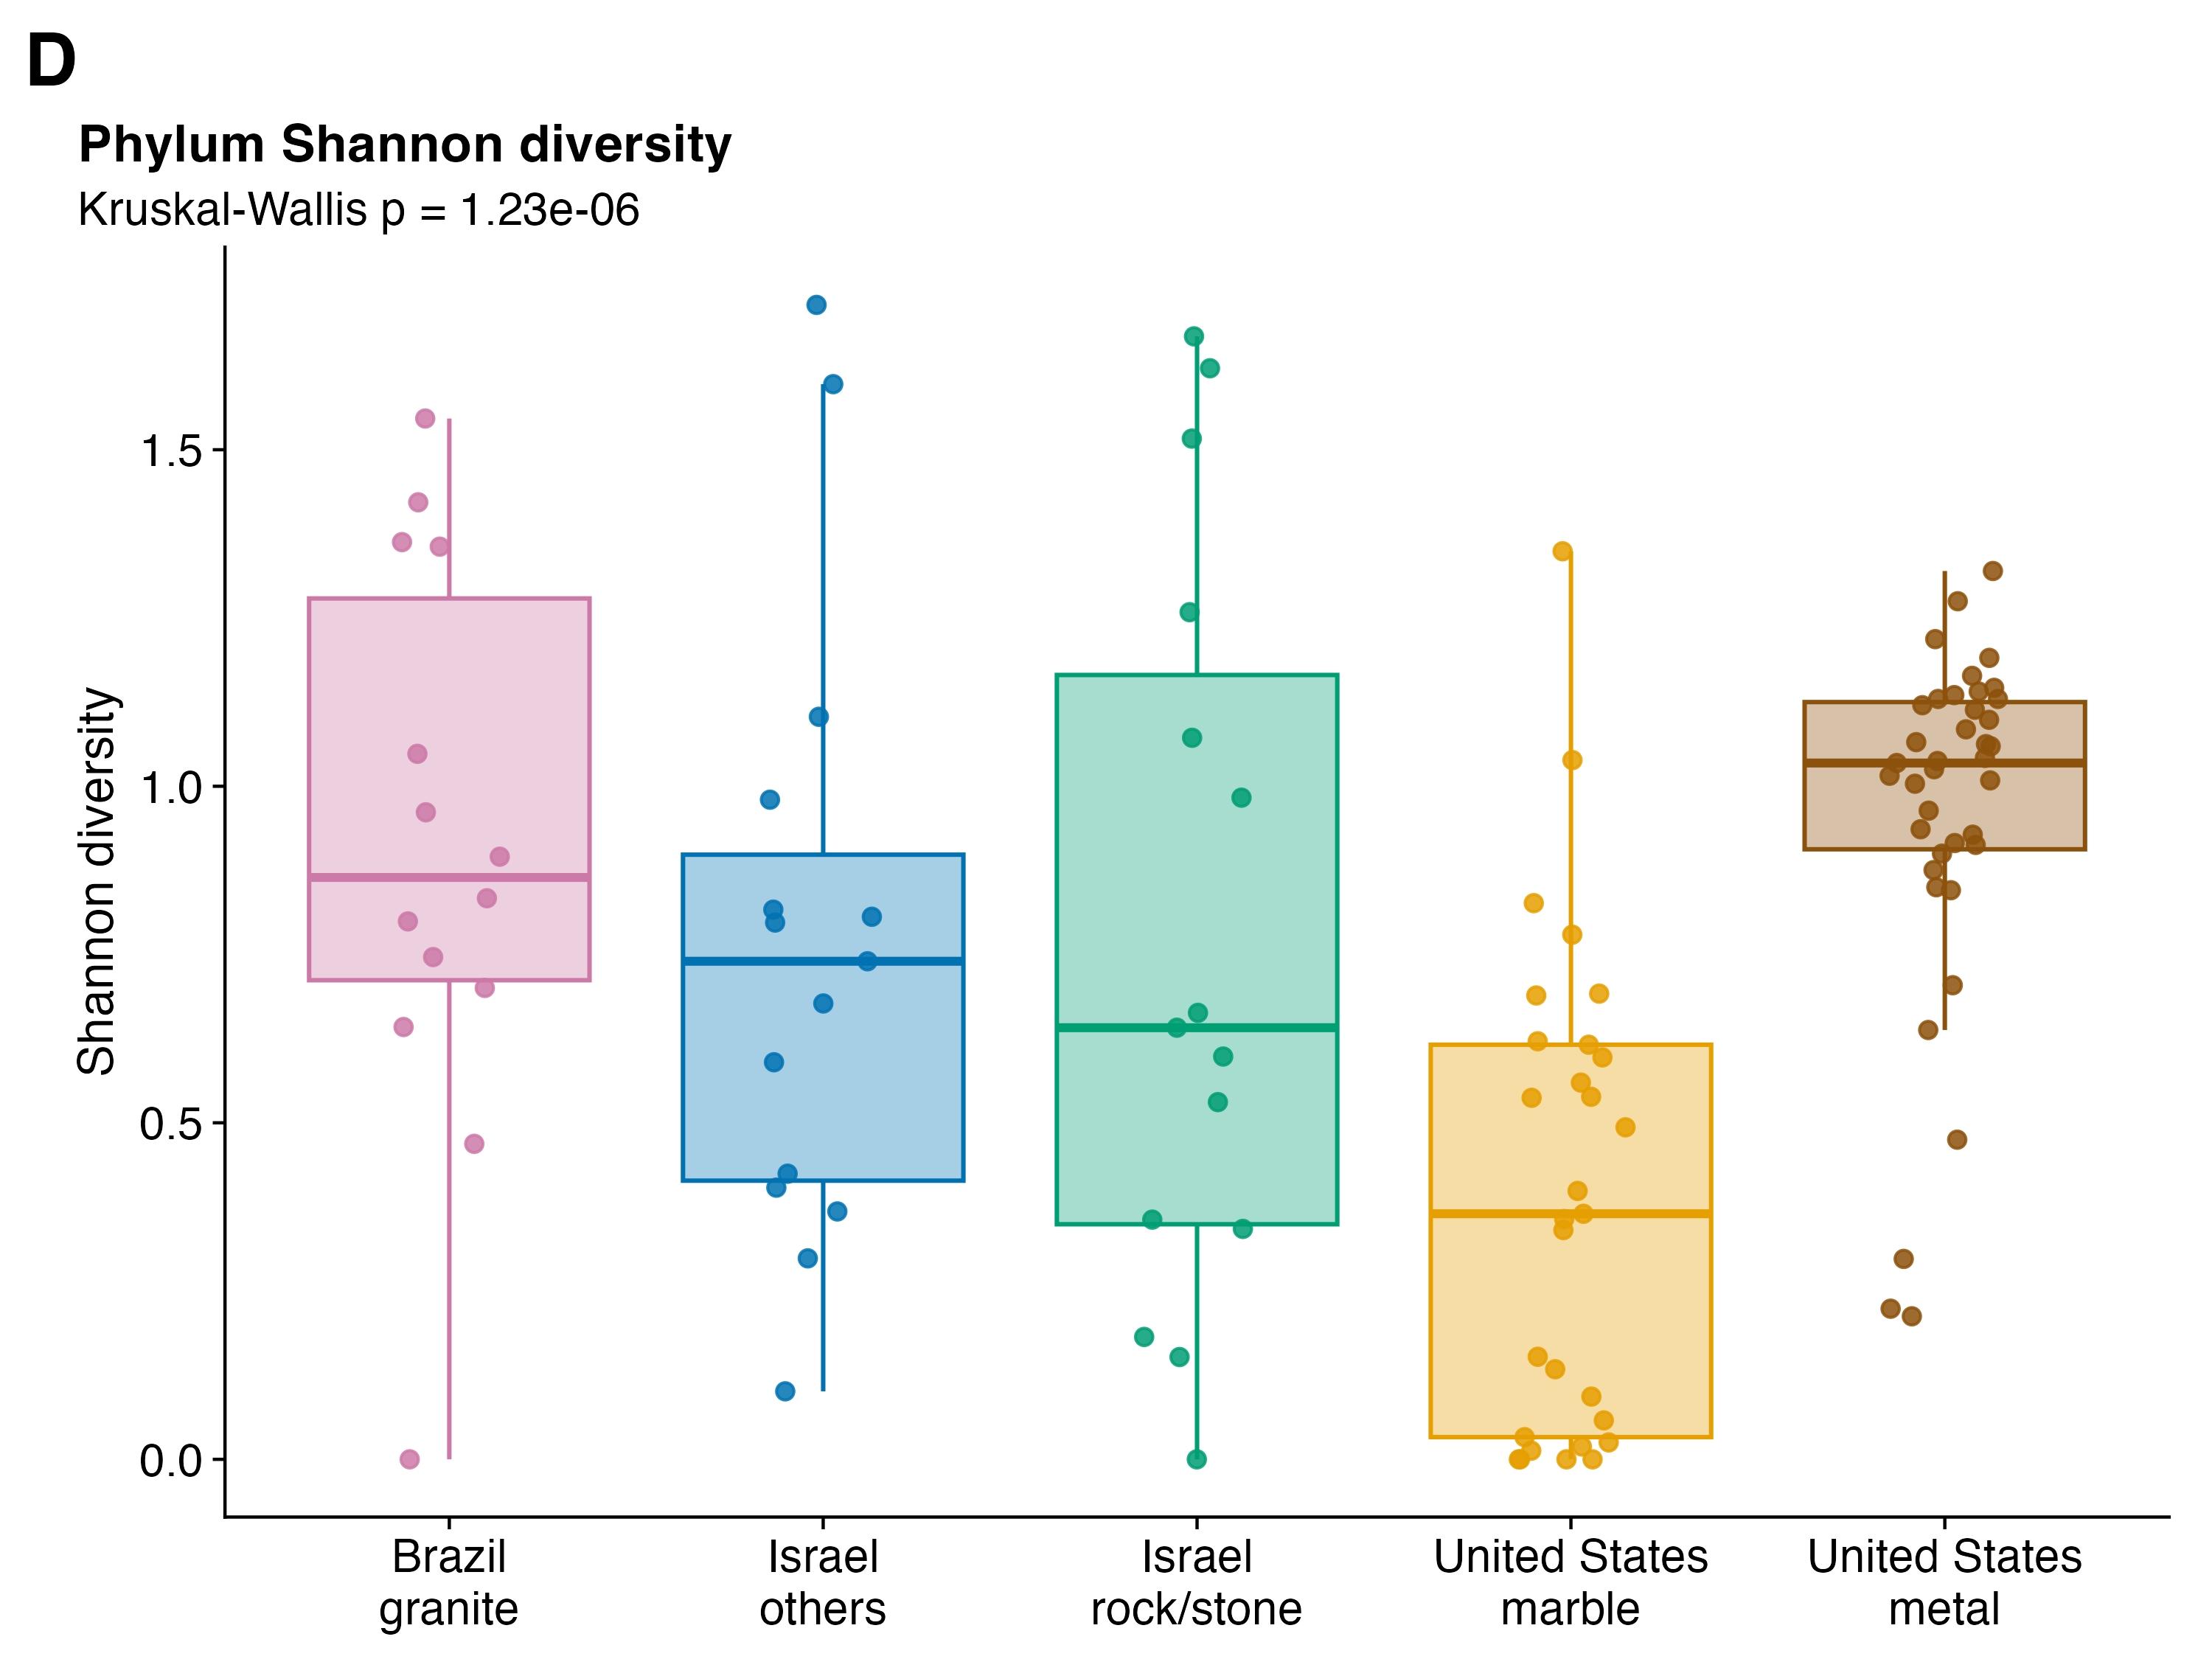 D
Phylum Shannon diversity
Kruskal-Wallis p = 1.23e-06
Shannon diversity
1.5
1.0
0.5
0.0
Brazil
granite
Israel
others
Israel
rock/stone
United States
marble
United States
metal